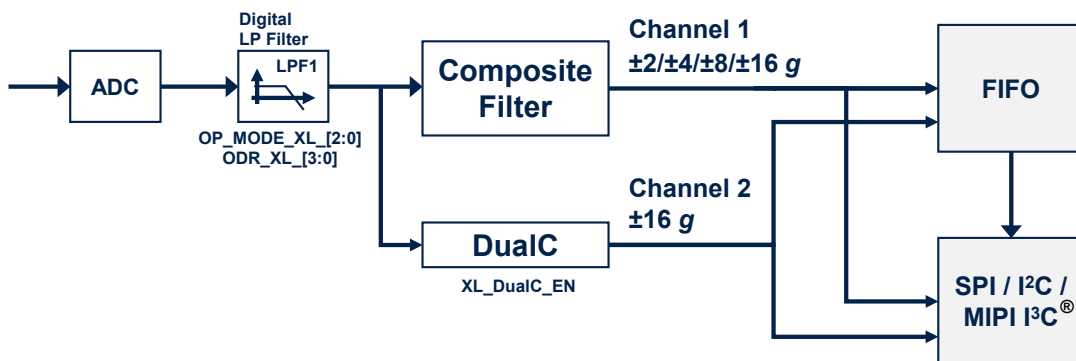 Digital
LP Filter
LPF1
ADC
OP_MODE_XL_[2:0]
ODR_XL_[3:0]
Composite
Filter
Channel 1
±2/±4/±8/±16 g
FIFO
Channel 2
±16 g
DualC
XL_DualC_EN
SPI / I²C /
MIPI I³C®